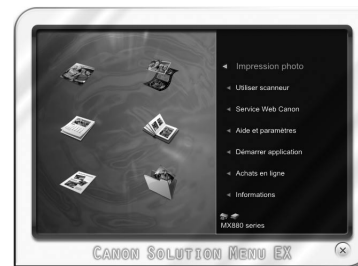 Impression photo
Utiliser scanneur
Service Web Canon
Aide et paramètres
Démarrer application
Achats en ligne
Informations
MX880 series
CANON SOLUTION MENU EX